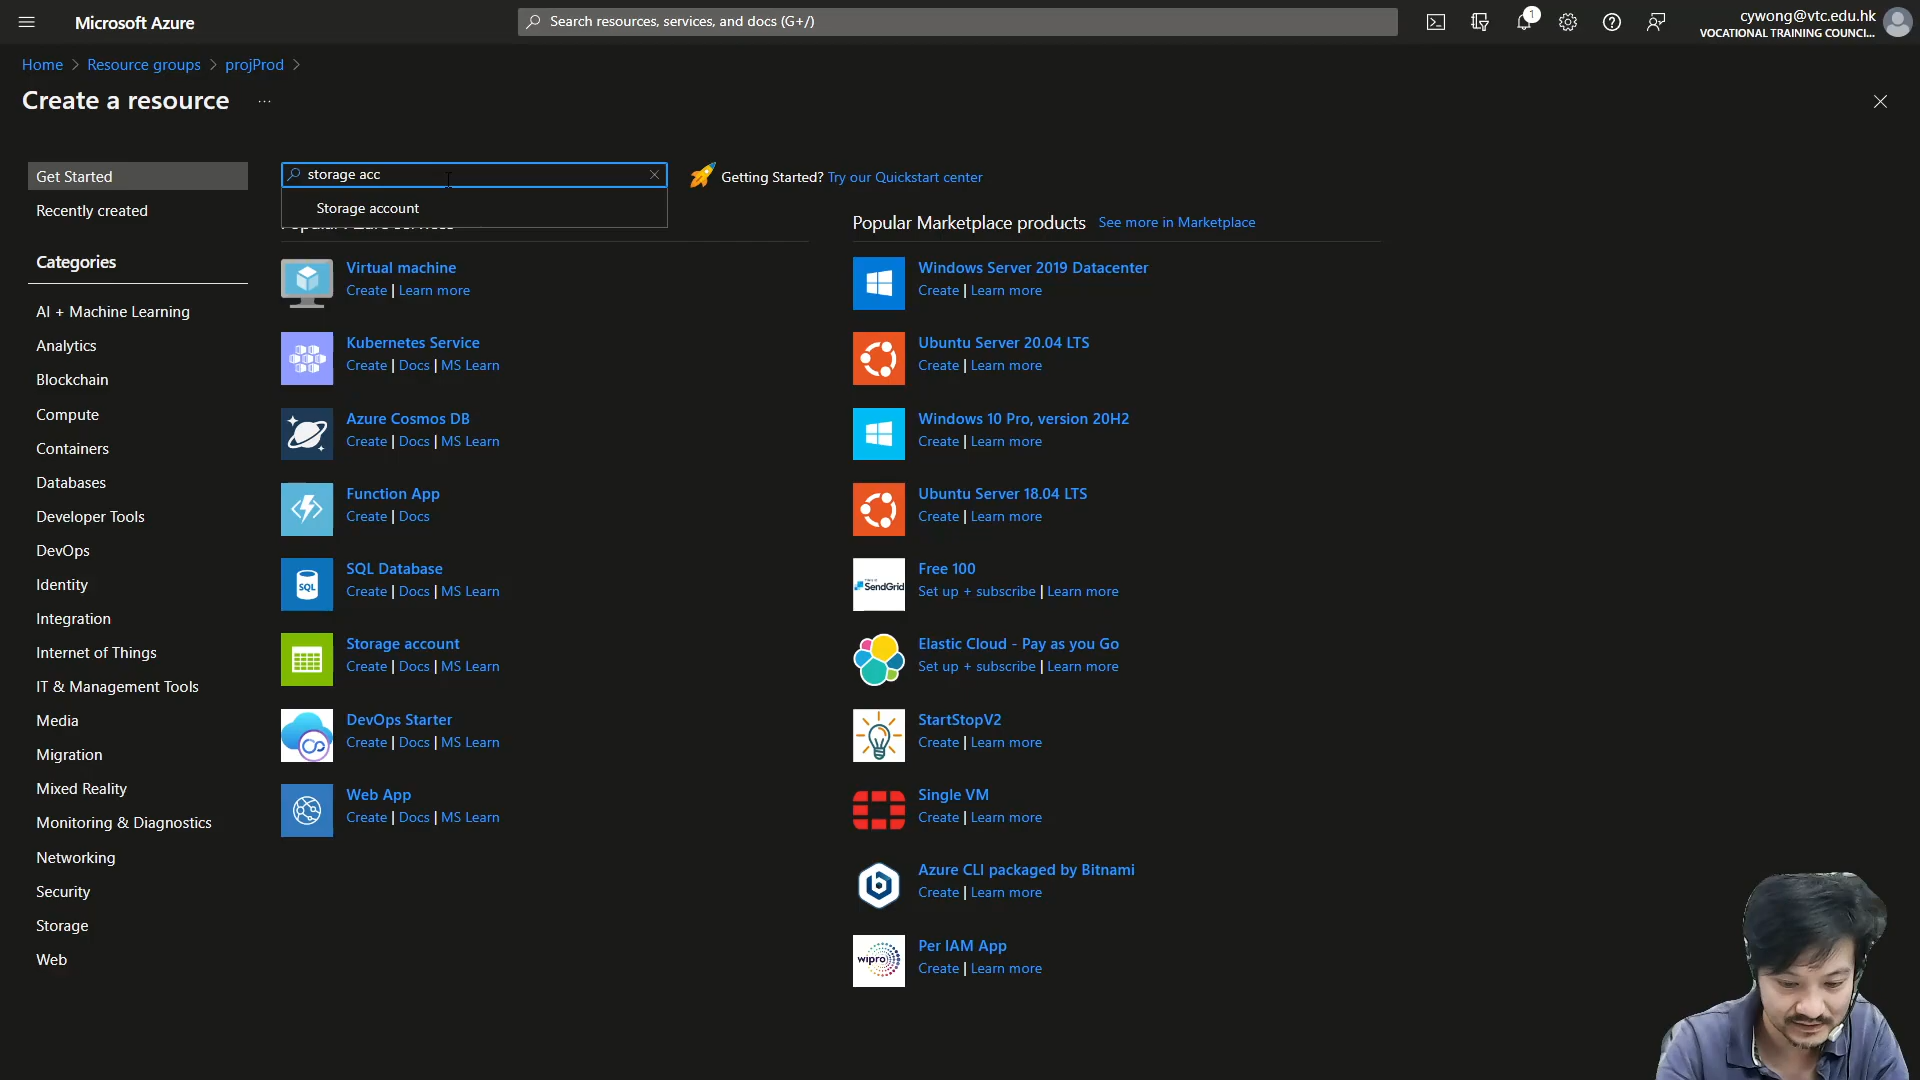 Microsoft Azure
Search resources, services, and docs (G+/)
1
cywong@vtc.edu.hk
VOCATIONAL TRAINING COUNCI...
Home > Resource groups > projProd >
Create a resource ...
Get Started
Recently created
Categories
AI + Machine Learning
Analytics
Blockchain
Compute
Containers
Databases
Developer Tools
DevOps
Identity
Integration
Internet of Things
IT & Management Tools
Media
Migration
Mixed Reality
Monitoring & Diagnostics
Networking
Security
Storage
Web
storage acc
Storage account
Getting Started? Try our Quickstart center
Virtual machine
Create | Learn more
Kubernetes Service
Create | Docs | MS Learn
Azure Cosmos DB
Create | Docs | MS Learn
Function App
Create | Docs
SQL
SQL Database
Create | Docs | MS Learn
Storage account
Create | Docs | MS Learn
DevOps Starter
Create | Docs | MS Learn
Web App
Create | Docs | MS Learn
Popular Marketplace products See more in Marketplace
Windows Server 2019 Datacenter
Create | Learn more
Ubuntu Server 20.04 LTS
Create | Learn more
Windows 10 Pro, version 20H2
Create | Learn more
Ubuntu Server 18.04 LTS
Create | Learn more
SendGrid
Free 100
Set up + subscribe | Learn more
Elastic Cloud - Pay as you Go
Set up + subscribe | Learn more
StartStopV2
Create | Learn more
Single VM
Create | Learn more
b
Azure CLI packaged by Bitnami
Create | Learn more
wipro
Per IAM App
Create | Learn more